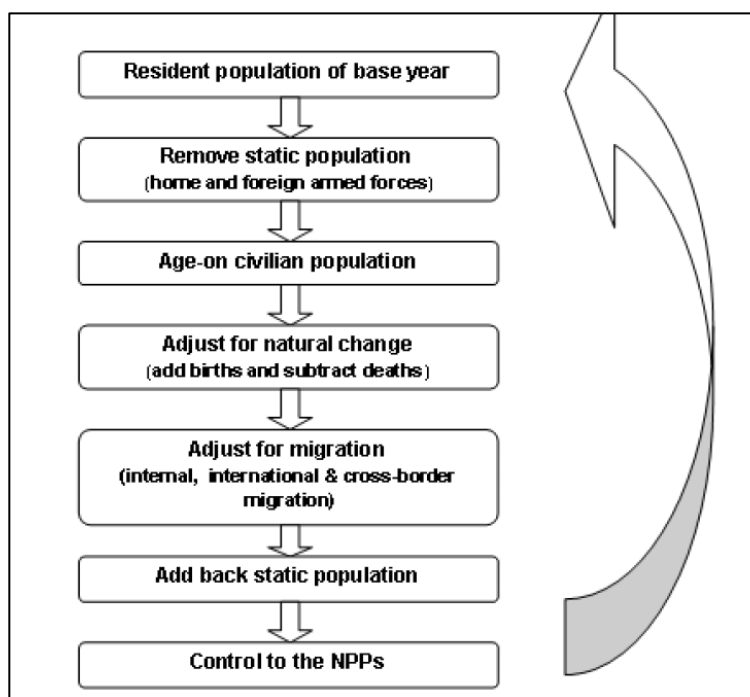 Resident population of base year
Remove static population
(home and foreign armed forces)
Age-on civilian population
Adjust for natural change
(add births and subtract deaths)
Adjust for migration
(internal, international & cross-border
migration)
Add back static population
Control to the NPPs